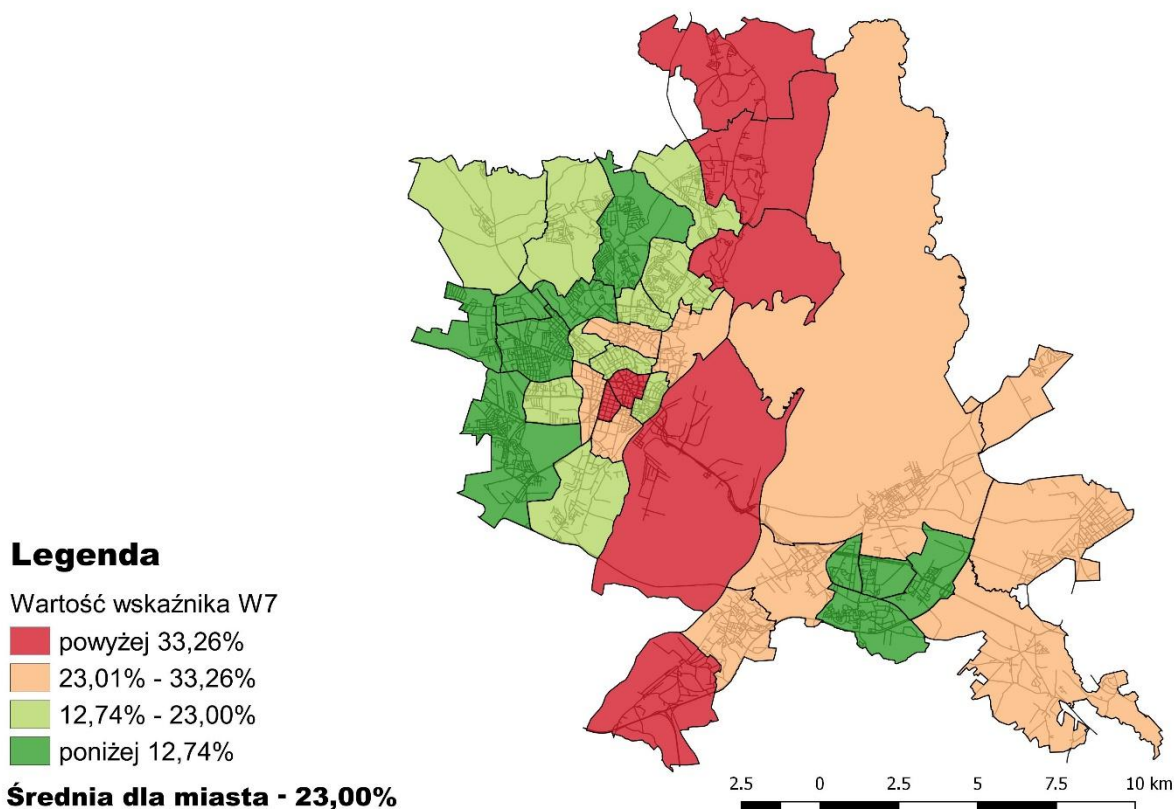 Legenda
Wartość wskaźnika W7
powyżej 33,26%
23,01% - 33,26%
12,74% - 23,00%
poniżej 12,74%
Średnia dla miasta - 23,00%
2.5 0 2.5 5 7.5 10 km